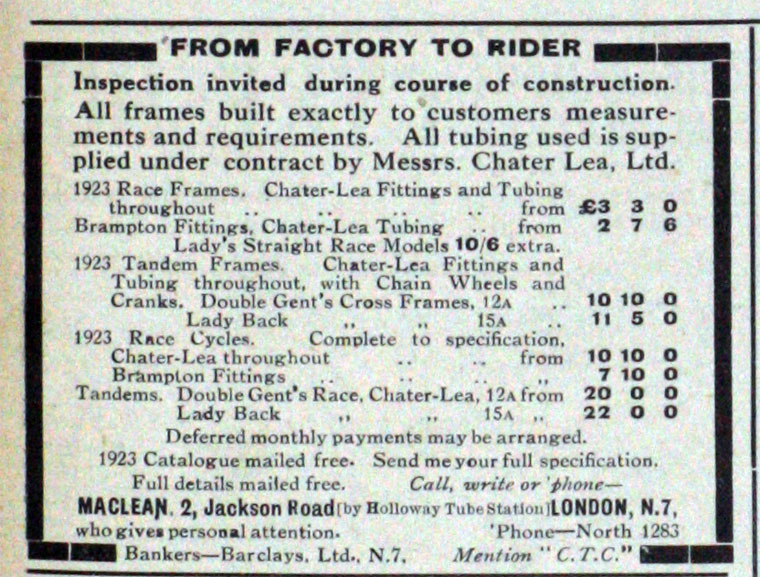 FROM FACTORY TO RIDER
Inspection invited during course of construction.
All frames built exactly to customers measure-
ments and requirements. All tubing used is sup-
plied under contract by Messrs. Chater Lea, Ltd.
1923 Race Frames. Chater-Lea Fittings and Tubing
throughout .. .. .. .. from £3 3 0
Brampton Fittings, Chater-Lea Tubing .. from 2 7 6
Lady's Straight Race Models 10/6 extra.
1923 Tandem Frames. Chater-Lea Fittings and
Tubing throughout, with Chain Wheels and
Cranks. Double Gent's Cross Frames, 12A .. 10 10 0
Lady Back ,, ,, 15A .. 11 5 0
1923 Race Cycles. Complete to specification,
Chater-Lea throughout .. .. from 10 10 0
Brampton Fittings .. .. .. ,, 7 10 0
Tandems. Double Gent's Race, Chater-Lea, 12A from 20 0 0
Lady Back ,, ,, 15A ,, 22 0 0
Deferred monthly payments may be arranged.
1923 Catalogue mailed free. Send me your full specification.
Full details mailed free. Call, write or 'phone—
MACLEAN, 2, Jackson Road [by Holloway Tube Station] LONDON, N.7,
who gives personal attention. 'Phone—North 1283
Bankers—Barclays, Ltd., N.7. Mention "C.T.C."